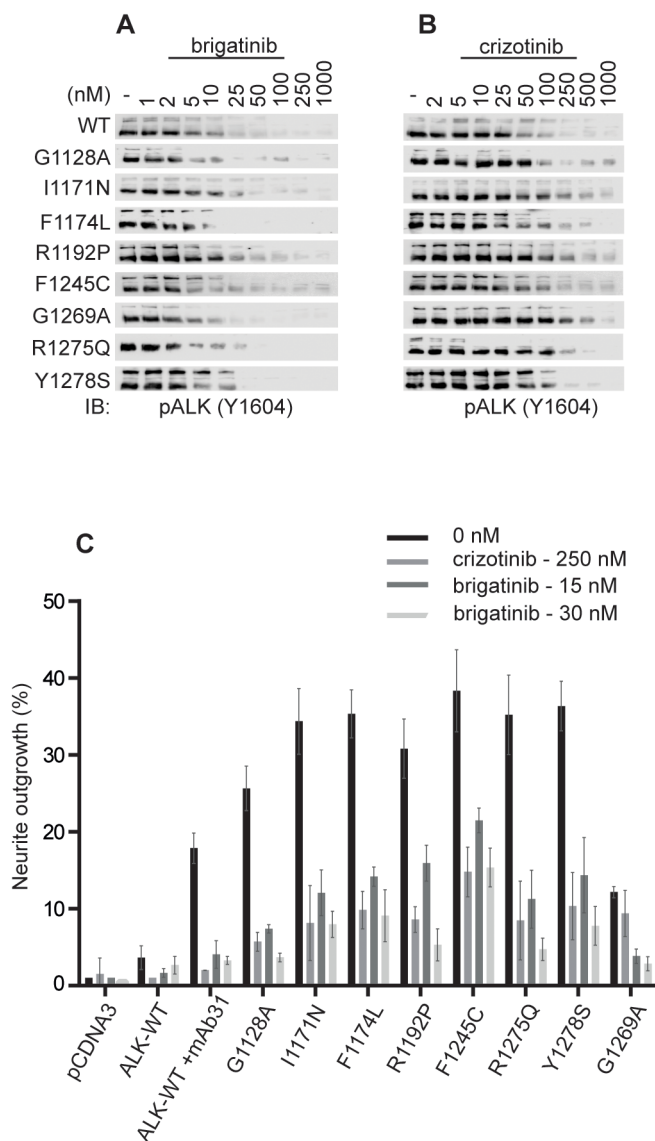 A
brigatinib
(nM) - 1 2 5 10 25 50 100 250 1000
WT
G1128A
I1171N
F1174L
R1192P
F1245C
G1269A
R1275Q
Y1278S
IB: pALK (Y1604)
B
crizotinib
- 2 5 10 25 50 100 250 500 1000
pALK (Y1604)
C
0 nM
crizotinib - 250 nM
brigatinib - 15 nM
brigatinib - 30 nM
Neurite outgrowth (%)
50
40
30
20
10
0
pCDNA3
ALK-WT
ALK-WT +mAb31
G1128A
I1171N
F1174L
R1192P
F1245C
R1275Q
Y1278S
G1269A